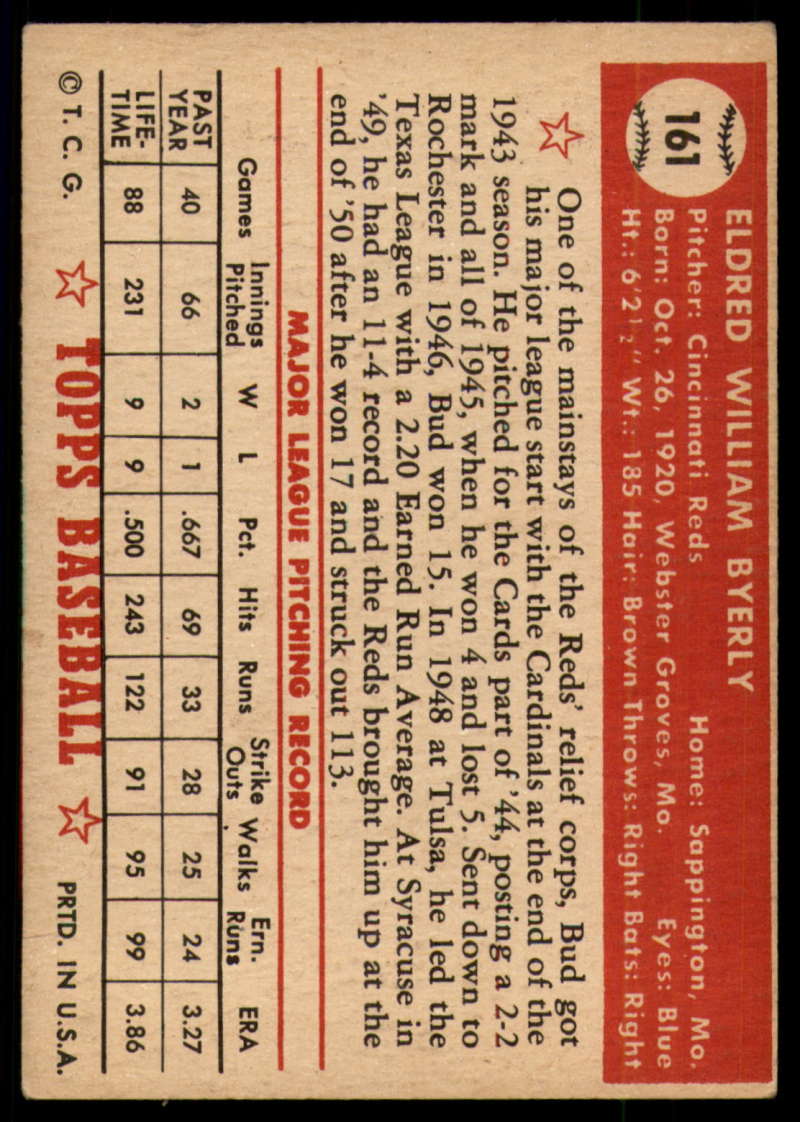 161
ELDRED WILLIAM BYERLY
Pitcher: Cincinnati Reds Home: Sappington, Mo.
Born: Oct. 26, 1920, Webster Groves, Mo. Eyes: Blue
Ht.: 6'2½" Wt.: 185 Hair: Brown Throws: Right Bats: Right
One of the mainstays of the Reds' relief corps, Bud got
his major league start with the Cardinals at the end of the
1943 season. He pitched for the Cards part of '44, posting a 2-2
mark and all of 1945, when he won 4 and lost 5. Sent down to
Rochester in 1946, Bud won 15. In 1948 at Tulsa, he led the
Texas League with a 2.20 Earned Run Average. At Syracuse in
'49, he had an 11-4 record and the Reds brought him up at the
end of '50 after he won 17 and struck out 113.
MAJOR LEAGUE PITCHING RECORD
Games Innings Pitched W L Pct. Hits Runs Strike Outs Walks Ern. Runs ERA
PAST YEAR 40 66 2 1 .667 69 33 28 25 24 3.27
LIFE-TIME 88 231 9 9 .500 243 122 91 95 99 3.86
© T. C. G. TOPPS BASEBALL PRTD. IN U.S.A.